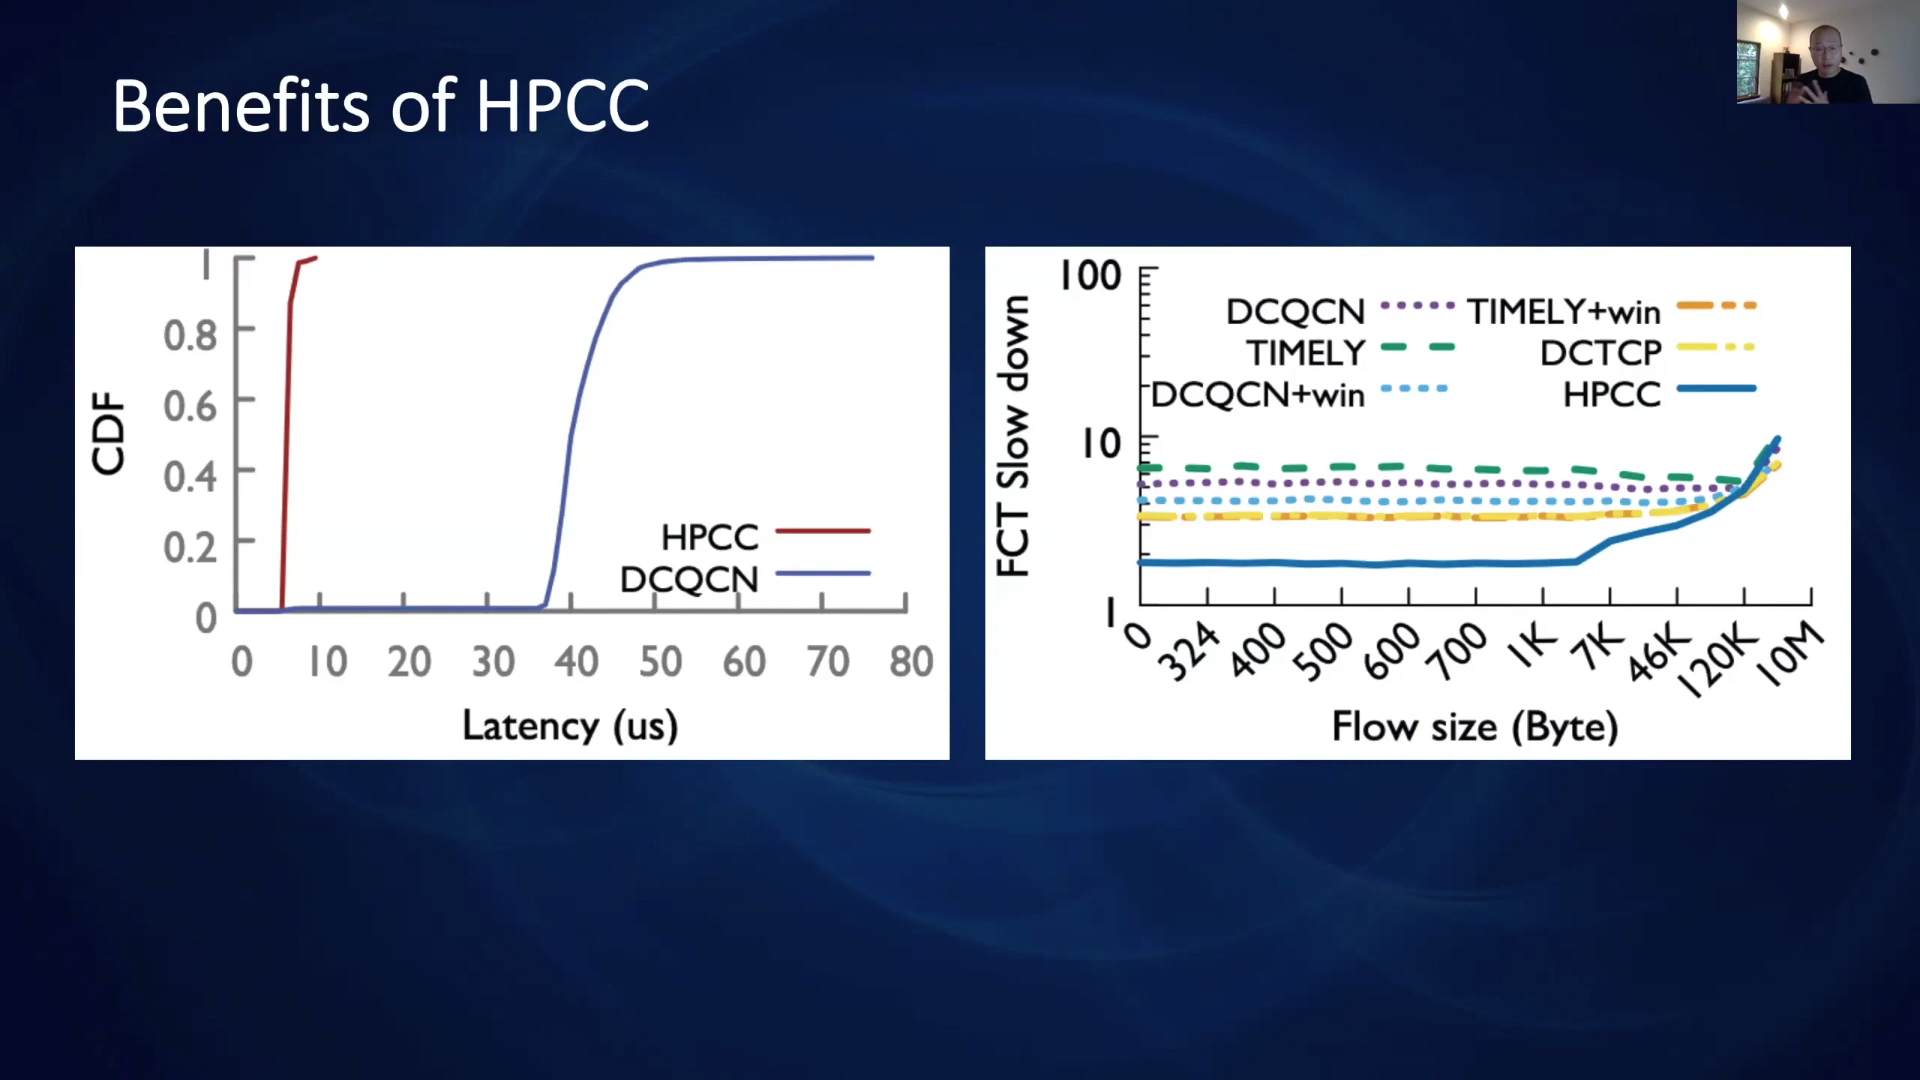 Benefits of HPCC
CDF
1
0.8
0.6
0.4
0.2
0
HPCC
DCQCN
0 10 20 30 40 50 60 70 80
Latency (us)
FCT Slow down
100
10
1
DCQCN
TIMELY
DCQCN+win
TIMELY+win
DCTCP
HPCC
0 324 400 500 600 700 1K 7K 46K 120K 10M
Flow size (Byte)